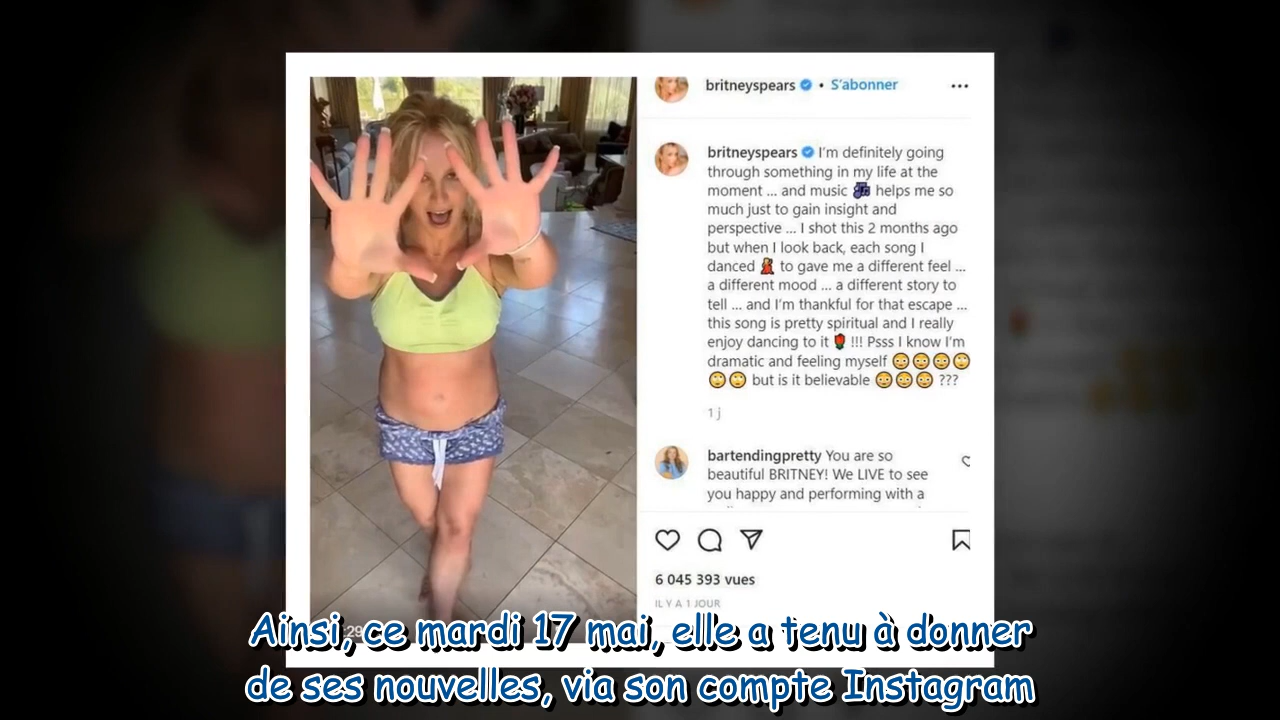 britneyspears • S'abonner
britneyspears I'm definitely going
through something in my life at the
moment ... and music 🎶 helps me so
much just to gain insight and
perspective ... I shot this 2 months ago
but when I look back, each song I
danced 💃 to gave me a different feel ...
a different mood ... a different story to
tell ... and I'm thankful for that escape ...
this song is pretty spiritual and I really
enjoy dancing to it 🌹 !!! Psss I know I'm
dramatic and feeling myself 😳😳😳🙄
🙄🙄 but is it believable 😳😳😳 ???
1 j
bartendingpretty You are so
beautiful BRITNEY! We LIVE to see
you happy and performing with a
6 045 393 vues
IL Y A 1 JOUR
Ainsi, ce mardi 17 mai, elle a tenu à donner
de ses nouvelles, via son compte Instagram